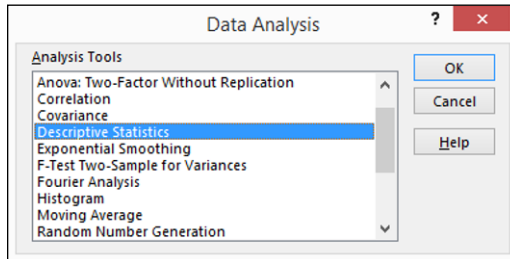 Data Analysis
?
×
Analysis Tools
Anova: Two-Factor Without Replication
Correlation
Covariance
Descriptive Statistics
Exponential Smoothing
F-Test Two-Sample for Variances
Fourier Analysis
Histogram
Moving Average
Random Number Generation
OK
Cancel
Help